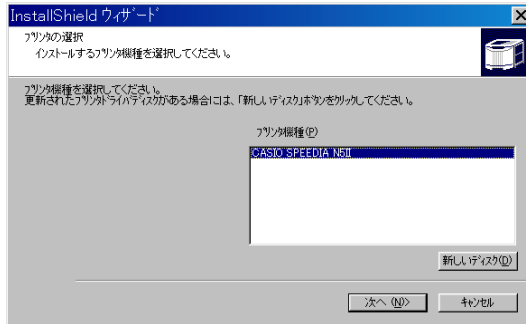 InstallShield ウィザード
プリンタの選択
インストールするプリンタ機種を選択してください。
プリンタ機種を選択してください。
更新されたプリンタドライバディスクがある場合には、「新しいディスク」ボタンをクリックしてください。
プリンタ機種(P)
CASIO SPEEDIA N5II
新しいディスク(D)
次へ (N)>
キャンセル